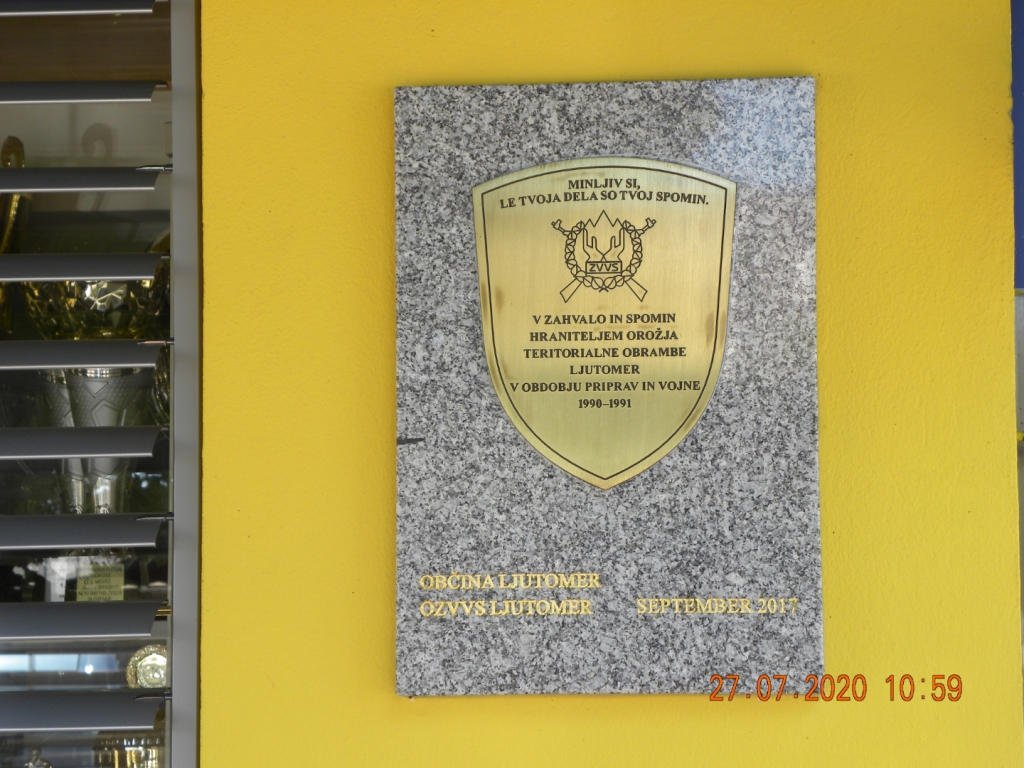 MINLJIV SI,
LE TVOJA DELA SO TVOJ SPOMIN.
ZVVS
V ZAHVALO IN SPOMIN
HRANITELJEM OROŽJA
TERITORIALNE OBRAMBE
LJUTOMER
V OBDOBJU PRIPRAV IN VOJNE
1990–1991
OBČINA LJUTOMER
OZVVS LJUTOMER SEPTEMBER 2017
27.07.2020 10:59